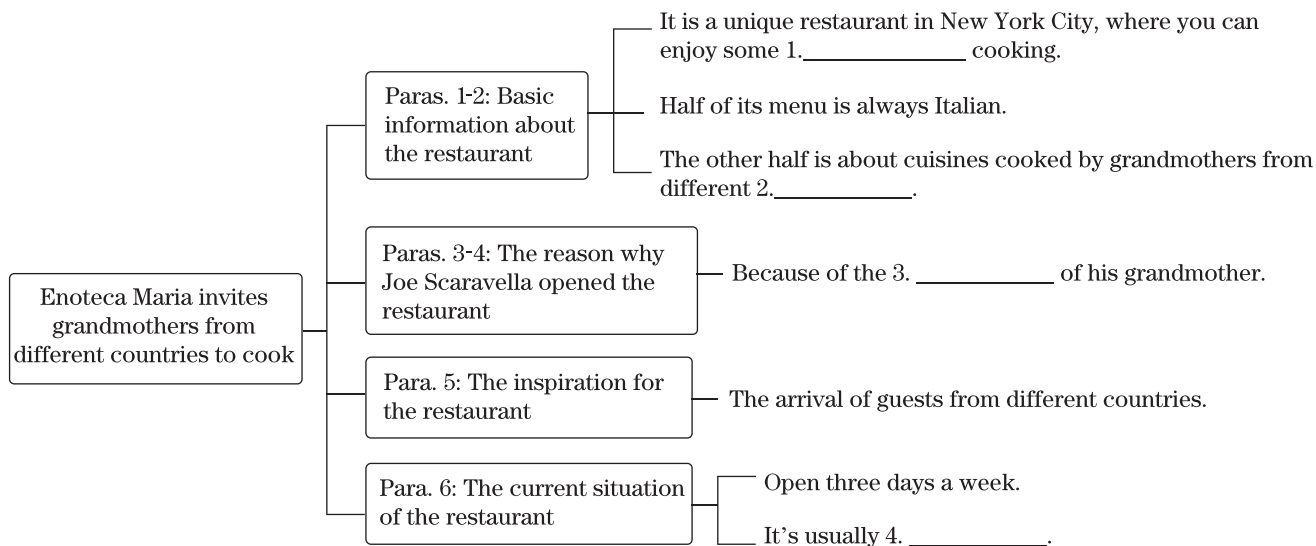 Enoteca Maria invites
grandmothers from
different countries to cook
Paras. 1-2: Basic
information about
the restaurant
It is a unique restaurant in New York City, where you can
enjoy some 1.______________ cooking.
Half of its menu is always Italian.
The other half is about cuisines cooked by grandmothers from
different 2.____________.
Paras. 3-4: The reason why
Joe Scaravella opened the
restaurant
Because of the 3. ____________ of his grandmother.
Para. 5: The inspiration for
the restaurant
The arrival of guests from different countries.
Para. 6: The current situation
of the restaurant
Open three days a week.
It's usually 4. ____________.